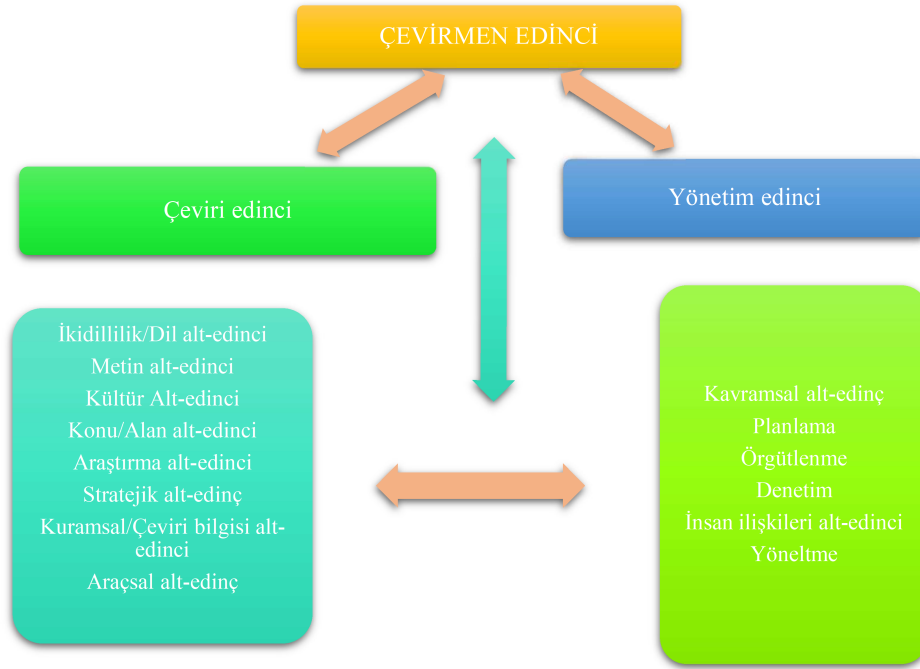 ÇEVİRMEN EDİNCİ
Çeviri edinci
Yönetim edinci
İkidillilik/Dil alt-edinci
Metin alt-edinci
Kültür Alt-edinci
Konu/Alan alt-edinci
Araştırma alt-edinci
Stratejik alt-edinç
Kuramsal/Çeviri bilgisi alt-
edinci
Araçsal alt-edinç
Kavramsal alt-edinç
Planlama
Örgütlenme
Denetim
İnsan ilişkileri alt-edinci
Yöneltme